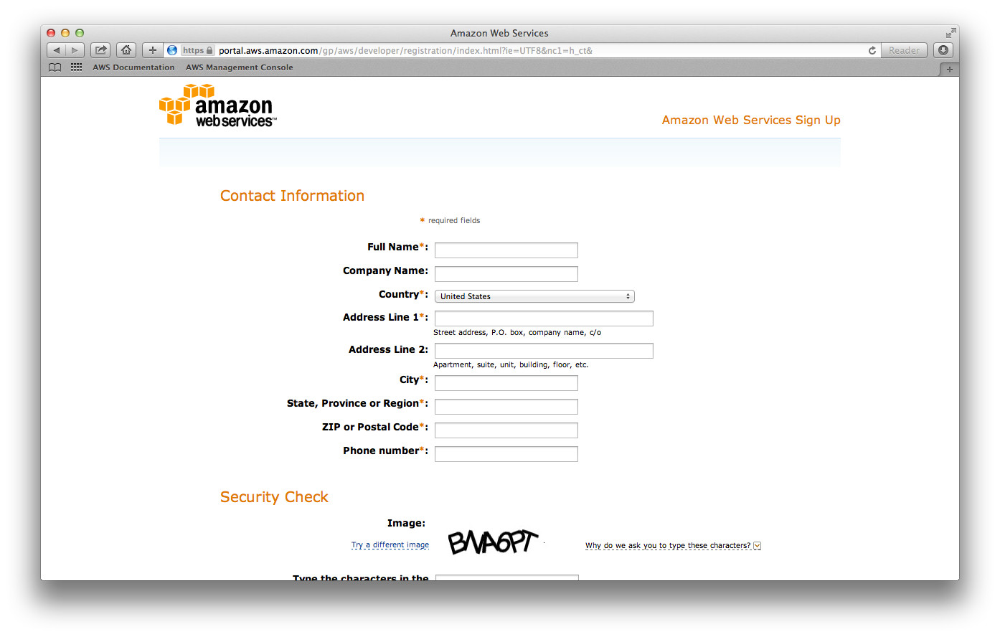 Amazon Web Services
https portal.aws.amazon.com/gp/aws/developer/registration/index.html?ie=UTF8&nc1=h_ct& Reader
AWS Documentation AWS Management Console
amazon
web services™
Amazon Web Services Sign Up
Contact Information
* required fields
Full Name*:
Company Name:
Country*: United States
Address Line 1*:
Street address, P.O. box, company name, c/o
Address Line 2:
Apartment, suite, unit, building, floor, etc.
City*:
State, Province or Region*:
ZIP or Postal Code*:
Phone number*:
Security Check
Image:
Try a different image BNA6PT Why do we ask you to type these characters?
Type the characters in the